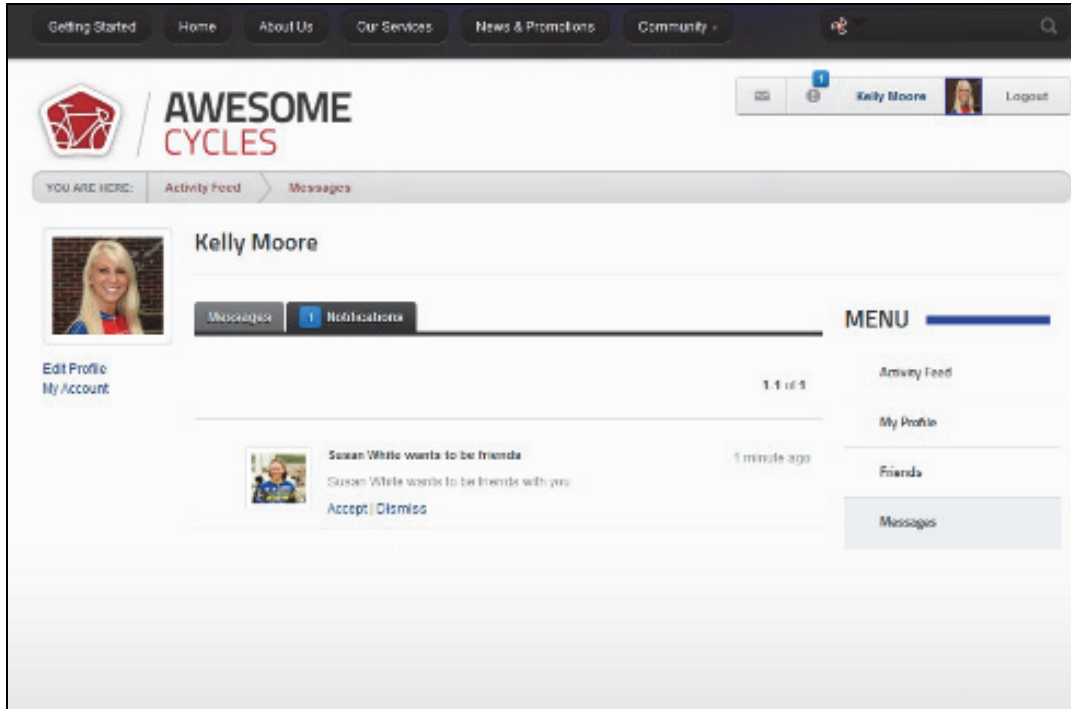 Getting Started Home About Us Our Services News & Promotions Community
1
Kelly Moore Logout
AWESOME
CYCLES
YOU ARE HERE: Activity Feed Messages
Kelly Moore
Messages 1 Notifications
MENU
Edit Profile
My Account
1-1 of 1
Activity Feed
My Profile
Friends
Messages
Susan White wants to be friends 1 minute ago
Susan White wants to be friends with you
Accept | Dismiss